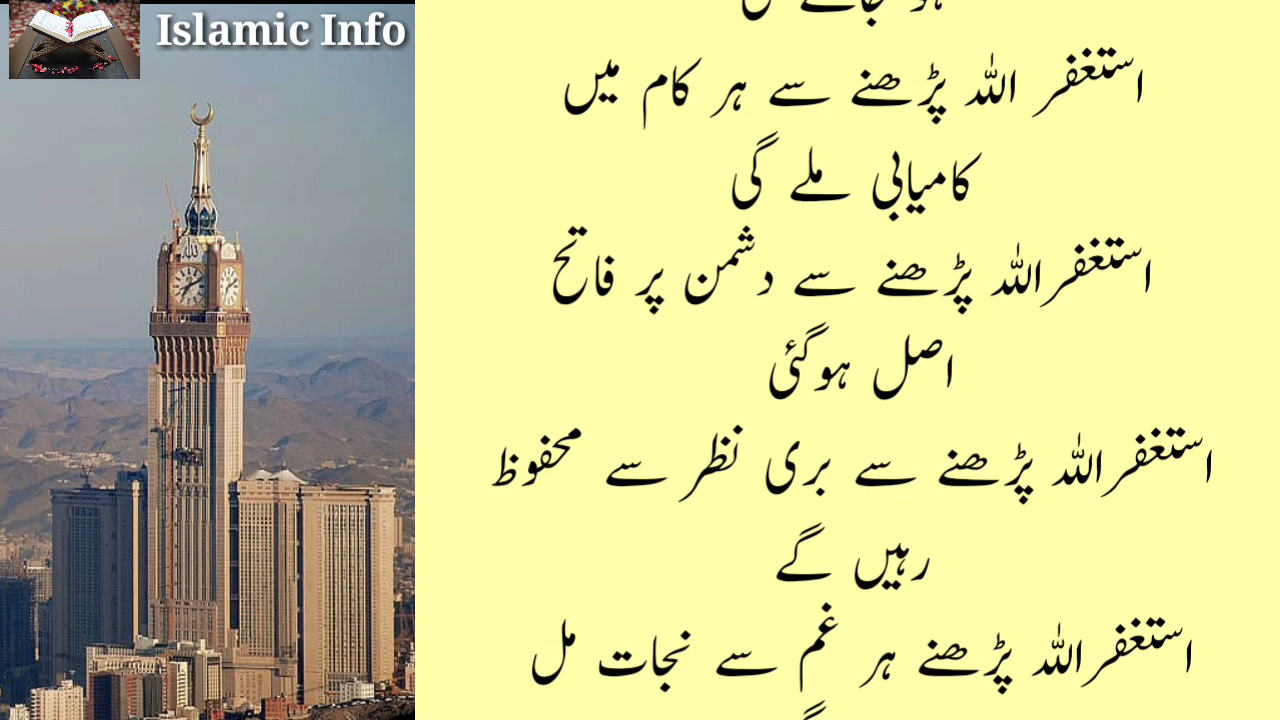 Islamic Info
استغفر اللہ پڑھنے سے ہر کام میں
کامیابی ملے گی
استغفراللہ پڑھنے سے دشمن پر فاتح
اصل ہوگئی
استغفراللہ پڑھنے سے بری نظر سے محفوظ
رہیں گے
استغفراللہ پڑھنے ہر غم سے نجات مل